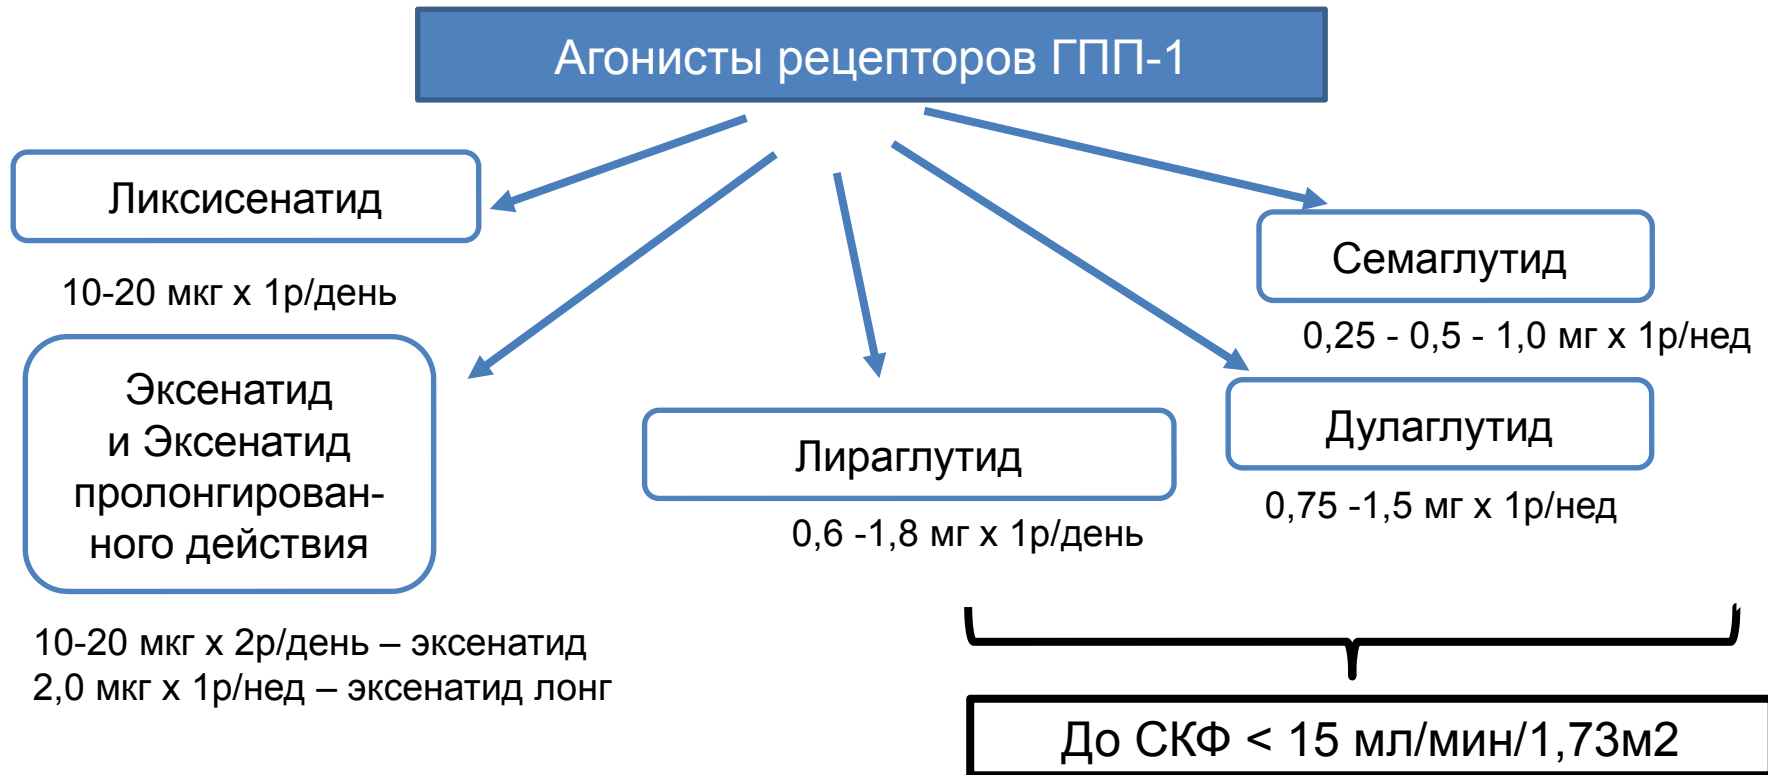 Агонисты рецепторов ГПП-1
Ликсисенатид
10-20 мкг х 1р/день
Эксенатид
и Эксенатид
пролонгирован-
ного действия
10-20 мкг х 2р/день – эксенатид
2,0 мкг х 1р/нед – эксенатид лонг
Лираглутид
0,6 -1,8 мг х 1р/день
Семаглутид
0,25 - 0,5 - 1,0 мг х 1р/нед
Дулаглутид
0,75 -1,5 мг х 1р/нед
До СКФ < 15 мл/мин/1,73м2